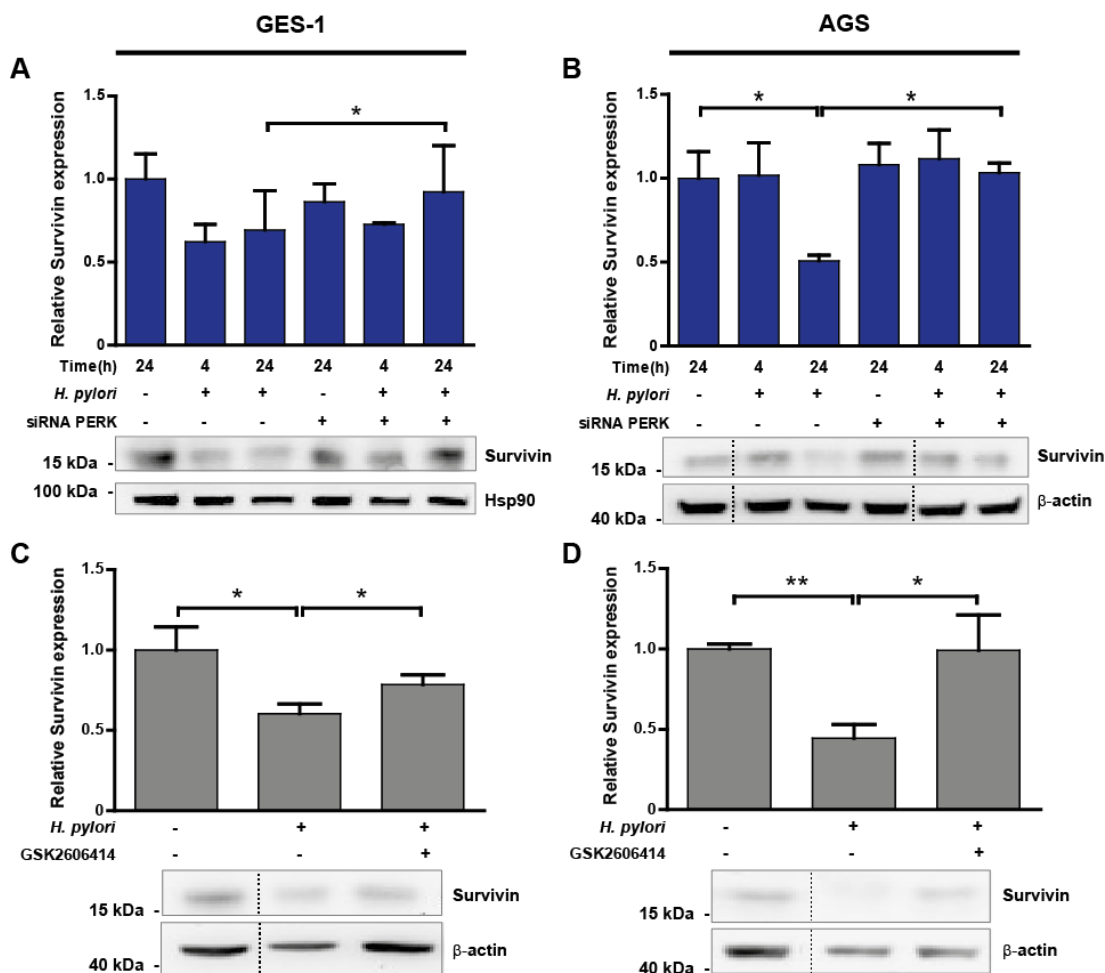 GES-1
AGS
A
Relative Survivin expression
1.5
1.0
0.5
0
*
Time(h) 24 4 24 24 4 24
H. pylori - + + - + +
siRNA PERK - - - + + +
15 kDa - Survivin
100 kDa - Hsp90
B
Relative Survivin expression
1.5
1.0
0.5
0
* *
Time(h) 24 4 24 24 4 24
H. pylori - + + - + +
siRNA PERK - - - + + +
15 kDa - Survivin
40 kDa - β-actin
C
Relative Survivin expression
1.5
1.0
0.5
0
* *
H. pylori - + +
GSK2606414 - - +
15 kDa - Survivin
40 kDa - β-actin
D
Relative Survivin expression
1.5
1.0
0.5
0
** *
H. pylori - + +
GSK2606414 - - +
15 kDa - Survivin
40 kDa - β-actin